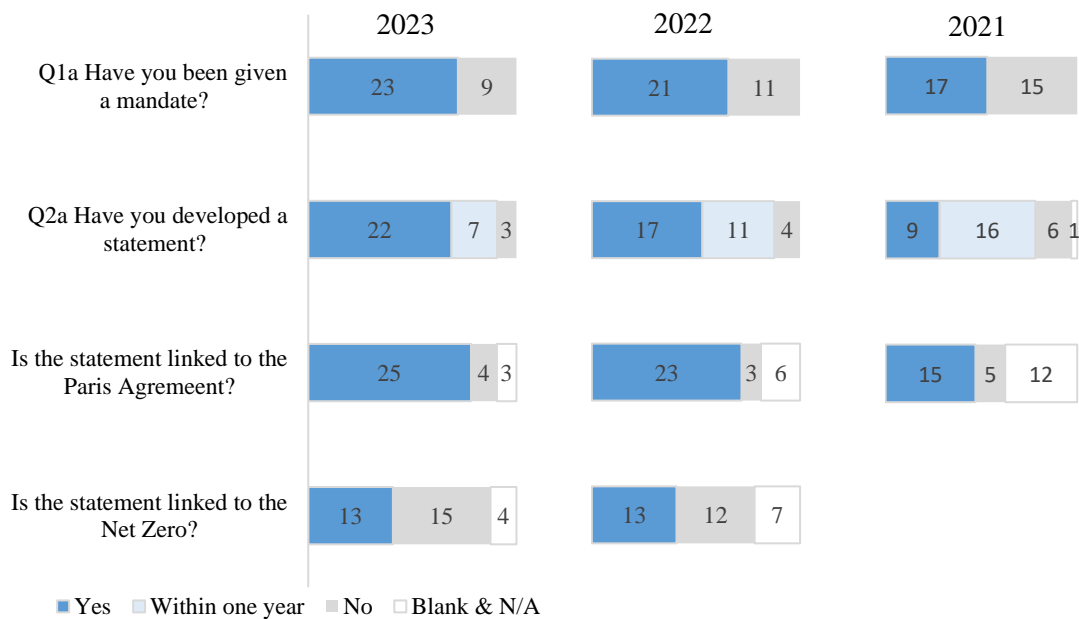 2023 2022 2021
Q1a Have you been given
a mandate?
23 9 21 11 17 15
Q2a Have you developed a
statement?
22 7 3 17 11 4 9 16 6 1
Is the statement linked to the
Paris Agremeent?
25 4 3 23 3 6 15 5 12
Is the statement linked to the
Net Zero?
13 15 4 13 12 7
Yes Within one year No Blank & N/A